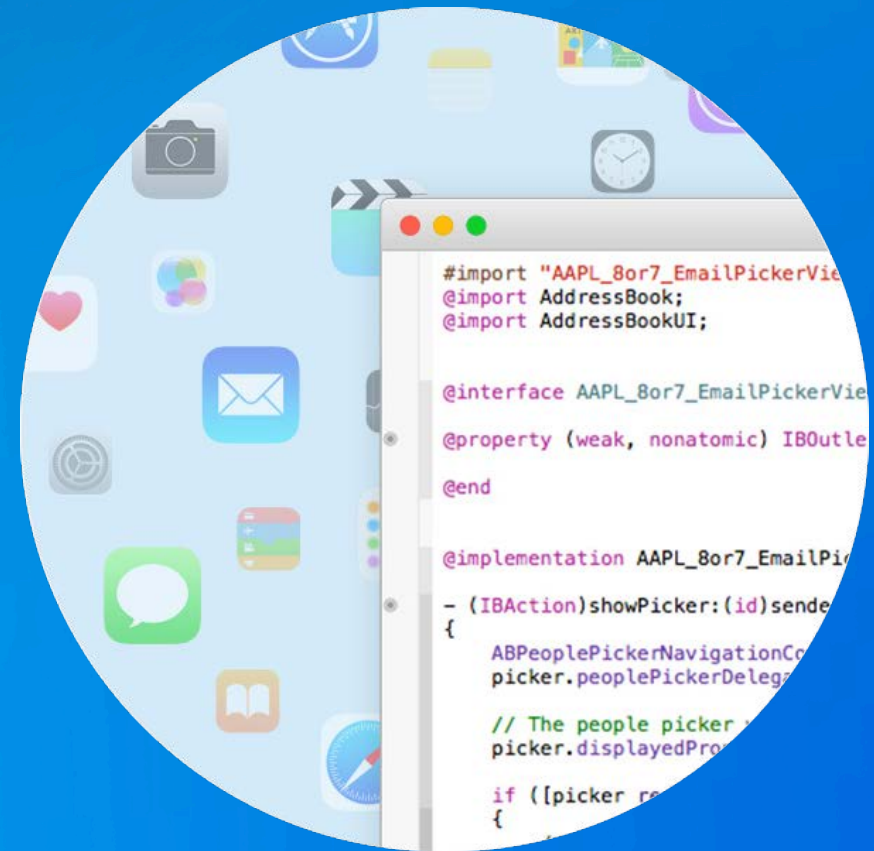 #import "AAPL_8or7_EmailPickerVie
@import AddressBook;
@import AddressBookUI;
@interface AAPL_8or7_EmailPickerVie
@property (weak, nonatomic) IBOutle
@end
@implementation AAPL_8or7_EmailPic
- (IBAction)showPicker:(id)sende
{
ABPeoplePickerNavigationCo
picker.peoplePickerDelega
// The people picker
picker.displayedPro
if ([picker re
{